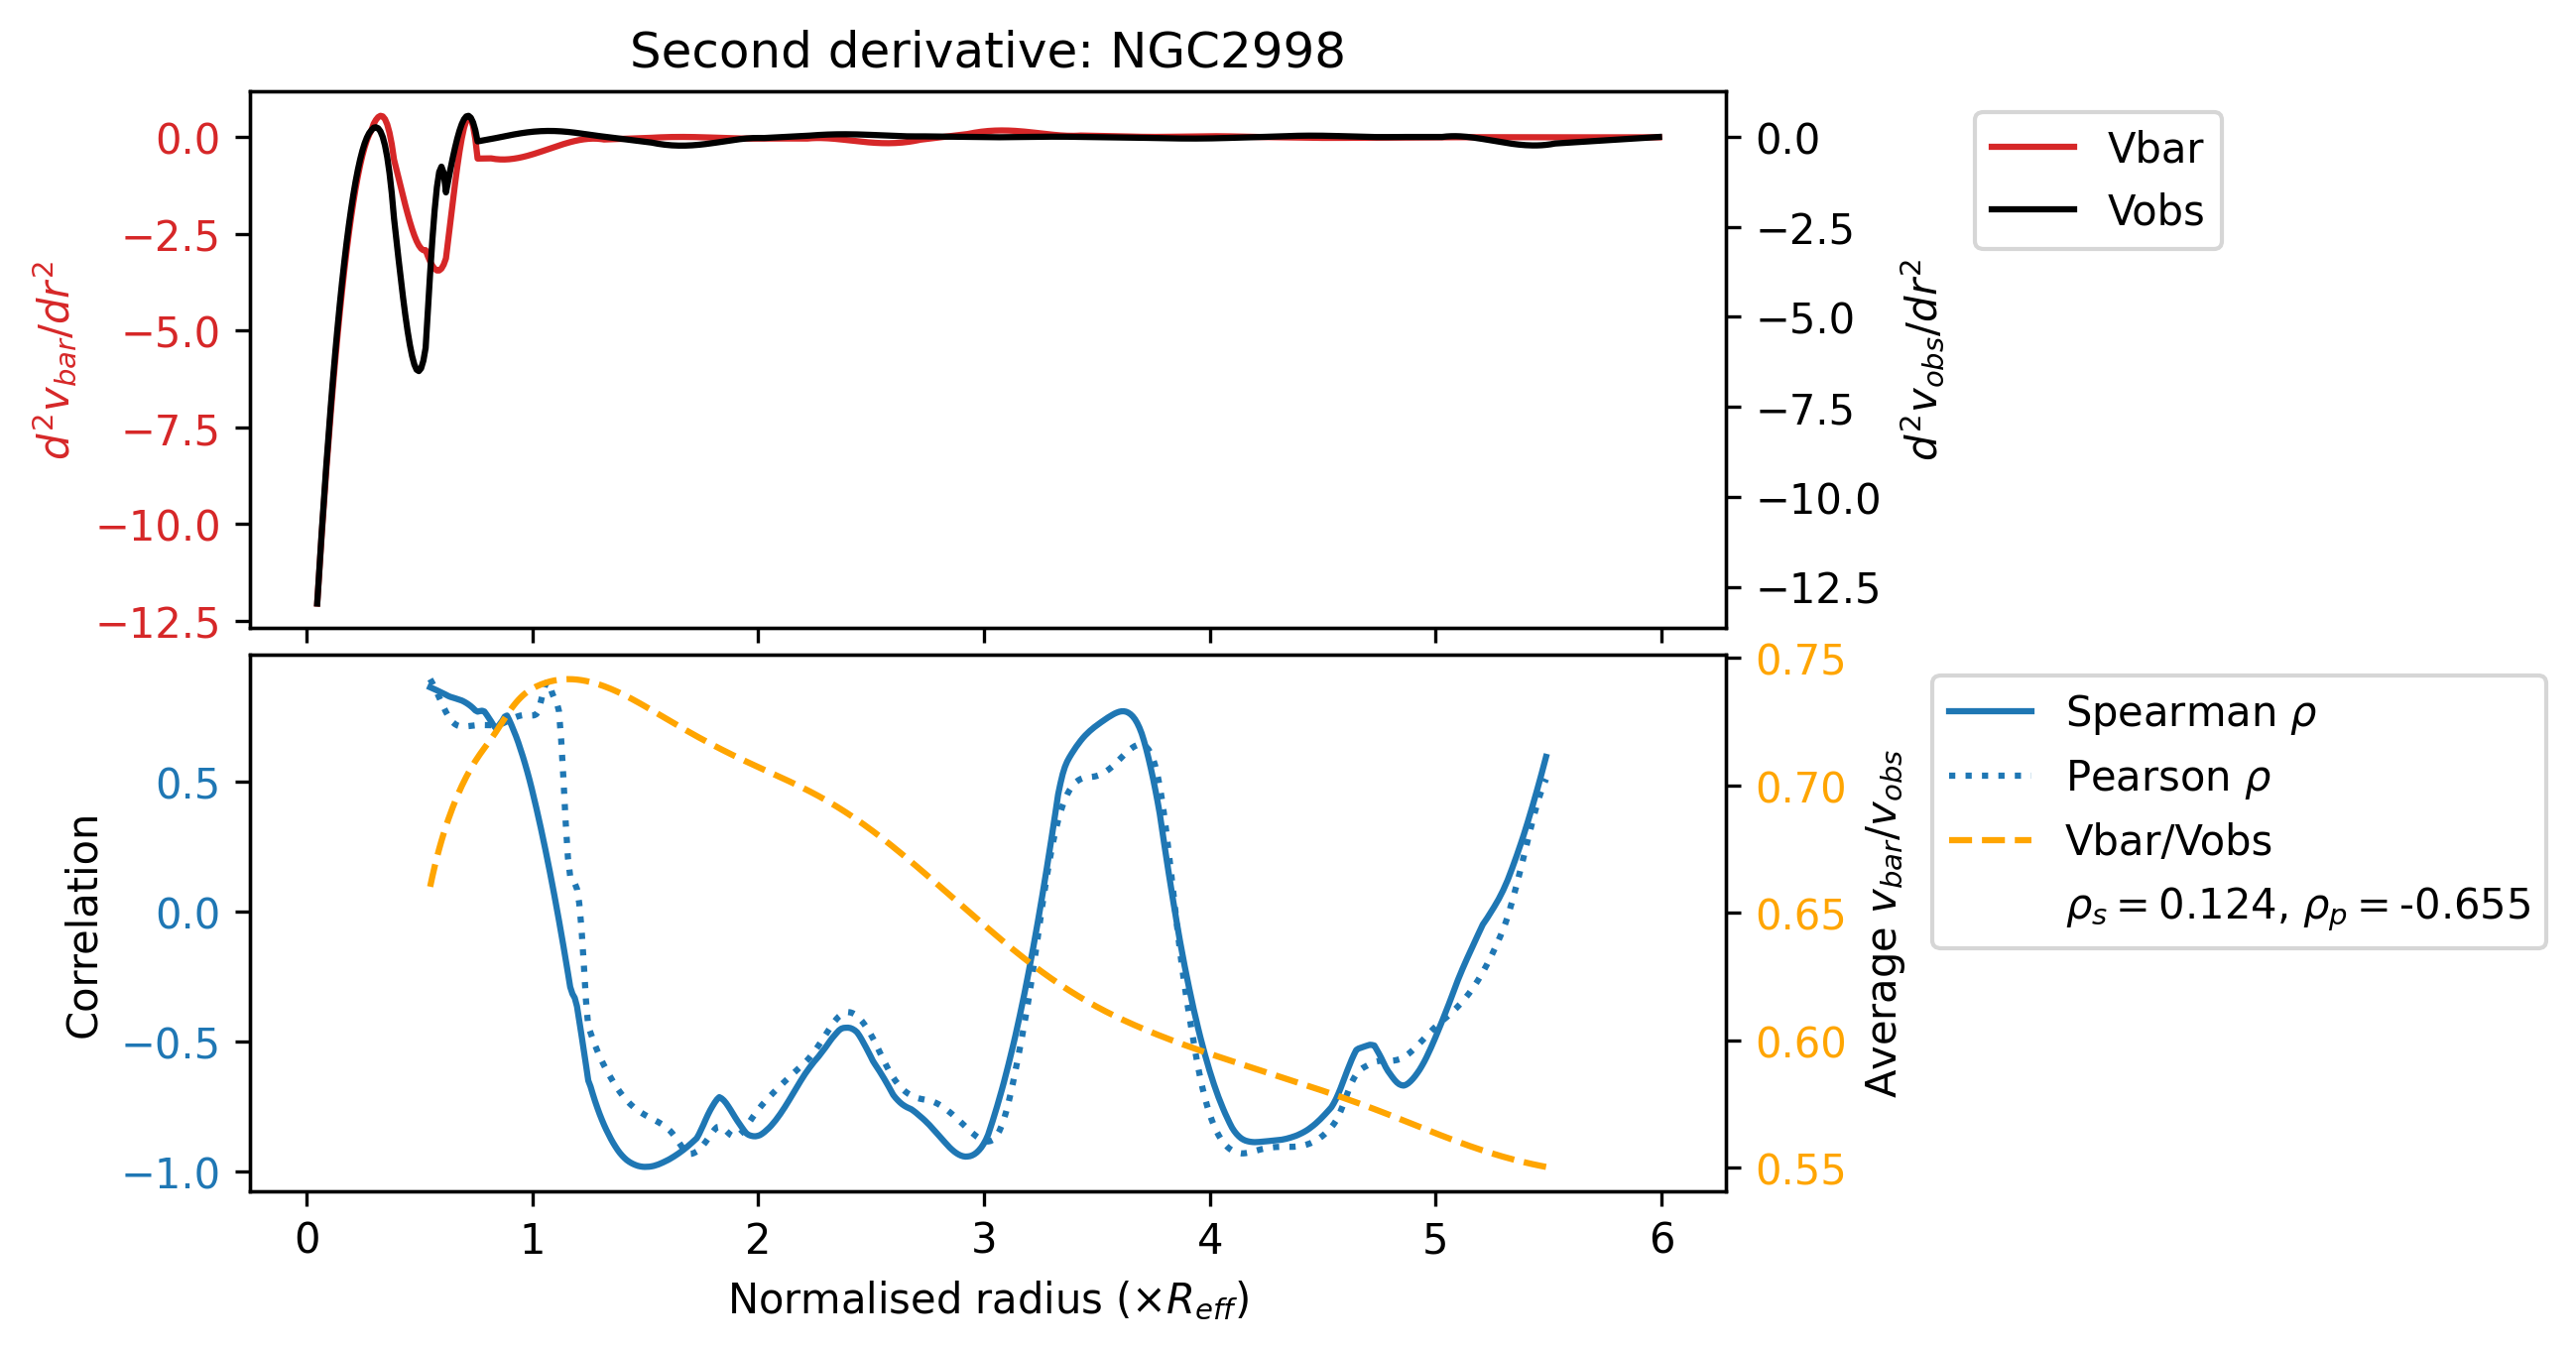 Second derivative: NGC2998
0.0
−2.5
−5.0
−7.5
−10.0
−12.5
d²v_bar/dr²
0.0
−2.5
−5.0
−7.5
−10.0
−12.5
d²v_obs/dr²
Vbar
Vobs
0.5
0.0
−0.5
−1.0
Correlation
0.75
0.70
0.65
0.60
0.55
Average v_bar/v_obs
Spearman ρ
Pearson ρ
Vbar/Vobs
ρ_s = 0.124, ρ_p = -0.655
0 1 2 3 4 5 6
Normalised radius (×R_eff)